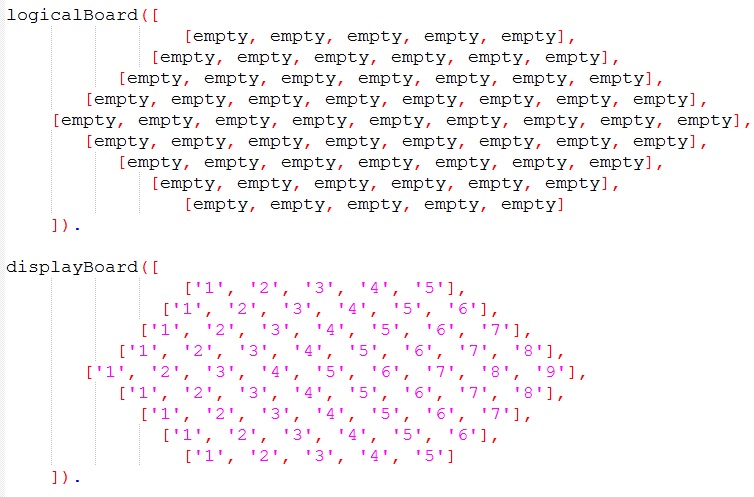 logicalBoard([
[empty, empty, empty, empty, empty],
[empty, empty, empty, empty, empty, empty],
[empty, empty, empty, empty, empty, empty, empty],
[empty, empty, empty, empty, empty, empty, empty, empty],
[empty, empty, empty, empty, empty, empty, empty, empty, empty],
[empty, empty, empty, empty, empty, empty, empty, empty],
[empty, empty, empty, empty, empty, empty, empty],
[empty, empty, empty, empty, empty, empty],
[empty, empty, empty, empty, empty]
]).
displayBoard([
['1', '2', '3', '4', '5'],
['1', '2', '3', '4', '5', '6'],
['1', '2', '3', '4', '5', '6', '7'],
['1', '2', '3', '4', '5', '6', '7', '8'],
['1', '2', '3', '4', '5', '6', '7', '8', '9'],
['1', '2', '3', '4', '5', '6', '7', '8'],
['1', '2', '3', '4', '5', '6', '7'],
['1', '2', '3', '4', '5', '6'],
['1', '2', '3', '4', '5']
]).